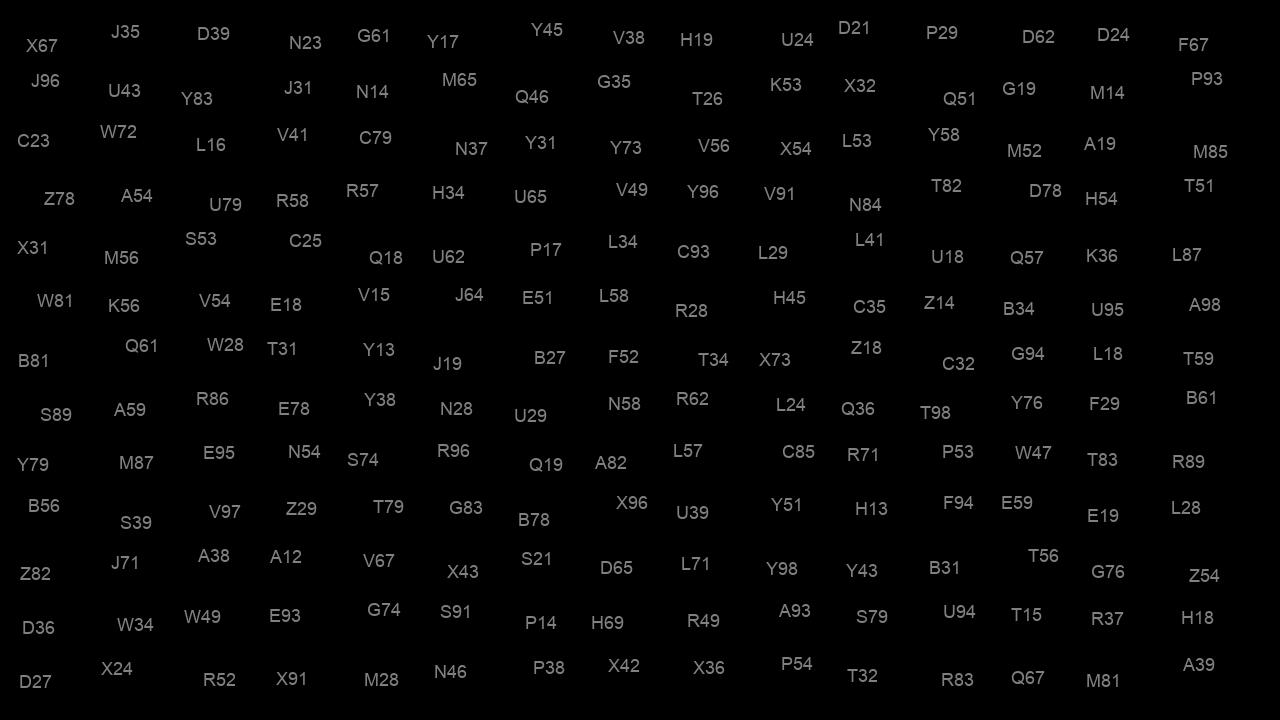 X67 J35 D39 N23 G61 Y17 Y45 V38 H19 U24 D21 P29 D62 D24 F67
J96 U43 Y83 J31 N14 M65 Q46 G35 T26 K53 X32 Q51 G19 M14 P93
C23 W72 L16 V41 C79 N37 Y31 Y73 V56 X54 L53 Y58 M52 A19 M85
Z78 A54 U79 R58 R57 H34 U65 V49 Y96 V91 N84 T82 D78 H54 T51
X31 M56 S53 C25 Q18 U62 P17 L34 C93 L29 L41 U18 Q57 K36 L87
W81 K56 V54 E18 V15 J64 E51 L58 R28 H45 C35 Z14 B34 U95 A98
B81 Q61 W28 T31 Y13 J19 B27 F52 T34 X73 Z18 C32 G94 L18 T59
S89 A59 R86 E78 Y38 N28 U29 N58 R62 L24 Q36 T98 Y76 F29 B61
Y79 M87 E95 N54 S74 R96 Q19 A82 L57 C85 R71 P53 W47 T83 R89
B56 S39 V97 Z29 T79 G83 B78 X96 U39 Y51 H13 F94 E59 E19 L28
Z82 J71 A38 A12 V67 X43 S21 D65 L71 Y98 Y43 B31 T56 G76 Z54
D36 W34 W49 E93 G74 S91 P14 H69 R49 A93 S79 U94 T15 R37 H18
D27 X24 R52 X91 M28 N46 P38 X42 X36 P54 T32 R83 Q67 M81 A39